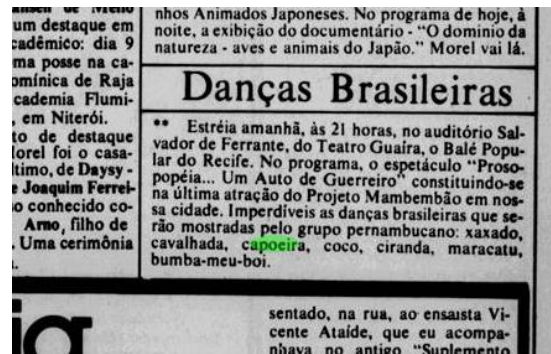 um destaque em
cadêmico: dia 9
ma posse na ca-
omínica de Raja
cademia Flumi-
, em Niterói.
to de destaque
orel foi o casa-
ltimo, de Daysy -
e Joaquim Ferrei-
o conhecido co-
Arno, filho de
. Uma cerimônia
nhos Animados Japoneses. No programa de hoje, à
noite, a exibição do documentário - "O dominio da
natureza - aves e animais do Japão." Morel vai lá.
Danças Brasileiras
** Estréia amanhã, às 21 horas, no auditório Sal-
vador de Ferrante, do Teatro Guaíra, o Balé Popu-
lar do Recife. No programa, o espetáculo "Proso-
popéia... Um Auto de Guerreiro" constituindo-se
na última atração do Projeto Mambembão em nos-
sa cidade. Imperdíveis as danças brasileiras que se-
rão mostradas pelo grupo pernambucano: xaxado,
cavalhada, capoeira, coco, ciranda, maracatu,
bumba-meu-boi.
sentado, na rua, ao ensaista Vi-
cente Ataíde, que eu acompa-
nhava no antigo "Suplemento